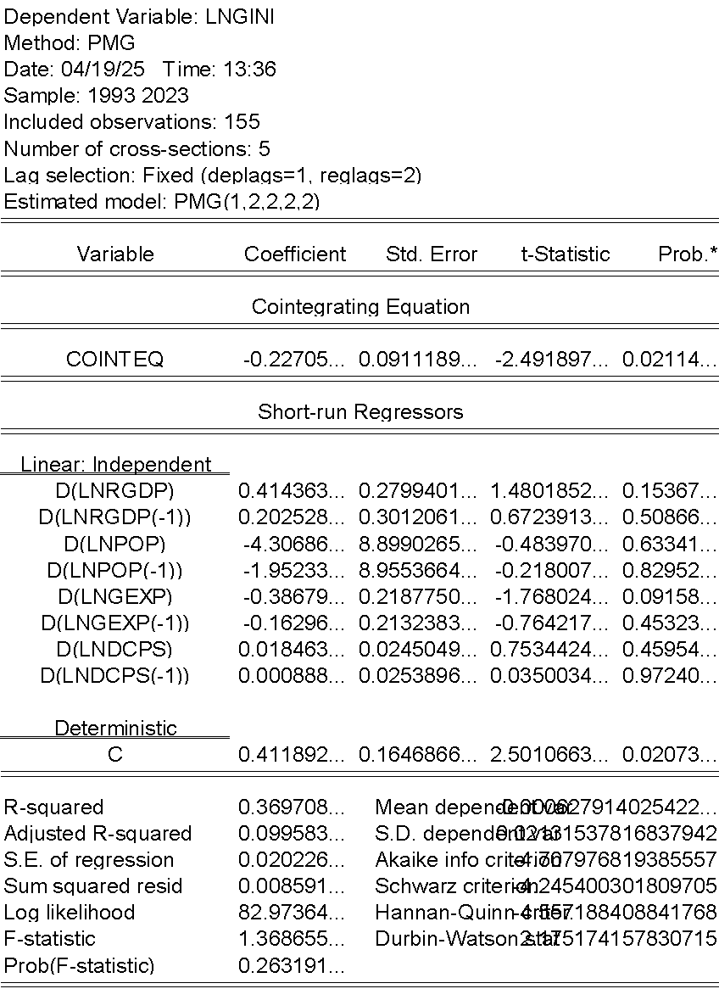 Dependent Variable: LNGINI
Method: PMG
Date: 04/19/25 Time: 13:36
Sample: 1993 2023
Included observations: 155
Number of cross-sections: 5
Lag selection: Fixed (deplags=1, reglags=2)
Estimated model: PMG(1,2,2,2,2)
Variable Coefficient Std. Error t-Statistic Prob.*
Cointegrating Equation
COINTEQ -0.22705... 0.0911189... -2.491897... 0.02114...
Short-run Regressors
Linear: Independent
D(LNRGDP) 0.414363... 0.2799401... 1.4801852... 0.15367...
D(LNRGDP(-1)) 0.202528... 0.3012061... 0.6723913... 0.50866...
D(LNPOP) -4.30686... 8.8990265... -0.483970... 0.63341...
D(LNPOP(-1)) -1.95233... 8.9553664... -0.218007... 0.82952...
D(LNGEXP) -0.38679... 0.2187750... -1.768024... 0.09158...
D(LNGEXP(-1)) -0.16296... 0.2132383... -0.764217... 0.45323...
D(LNDCPS) 0.018463... 0.0245049... 0.7534424... 0.45954...
D(LNDCPS(-1)) 0.000888... 0.0253896... 0.0350034... 0.97240...
Deterministic
C 0.411892... 0.1646866... 2.5010663... 0.02073...
R-squared 0.369708... Mean dependent var
Adjusted R-squared 0.099583... S.D. dependent var
S.E. of regression 0.020226... Akaike info criterion -4.707976819385557
Sum squared resid 0.008591... Schwarz criterion -4.245400301809705
Log likelihood 82.97364... Hannan-Quinn criter. -4.557188408841768
F-statistic 1.368655... Durbin-Watson stat 2.175174157830715
Prob(F-statistic) 0.263191...